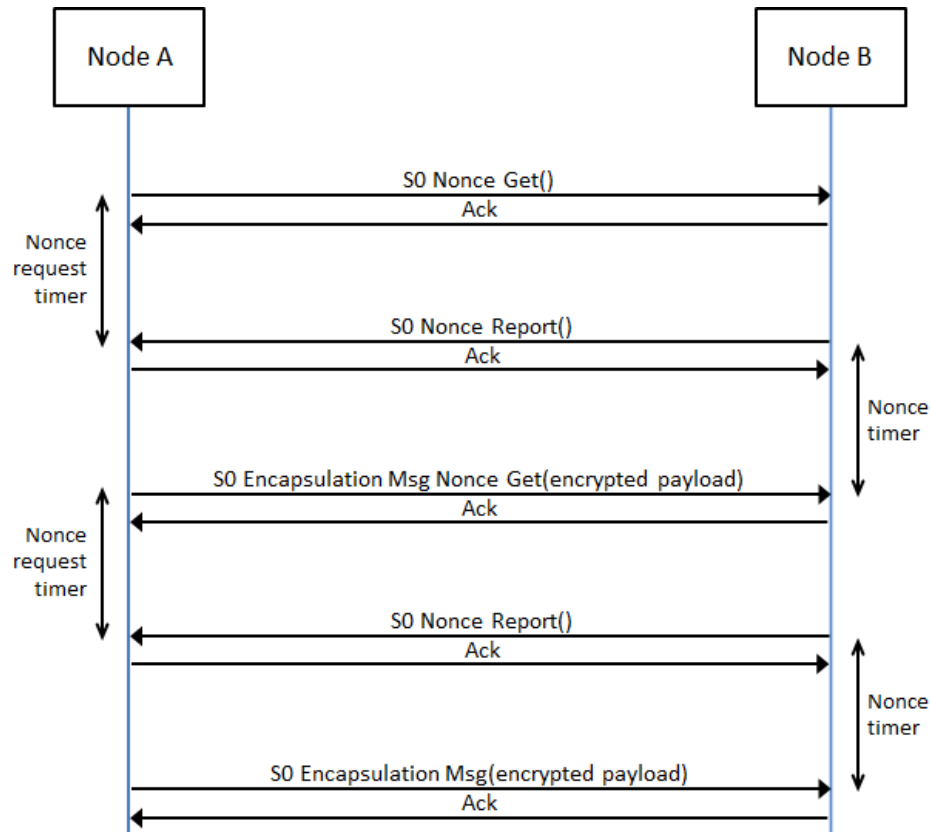 Node A
Node B
S0 Nonce Get()
Ack
Nonce
request
timer
S0 Nonce Report()
Ack
Nonce
timer
S0 Encapsulation Msg Nonce Get(encrypted payload)
Ack
Nonce
request
timer
S0 Nonce Report()
Ack
Nonce
timer
S0 Encapsulation Msg(encrypted payload)
Ack